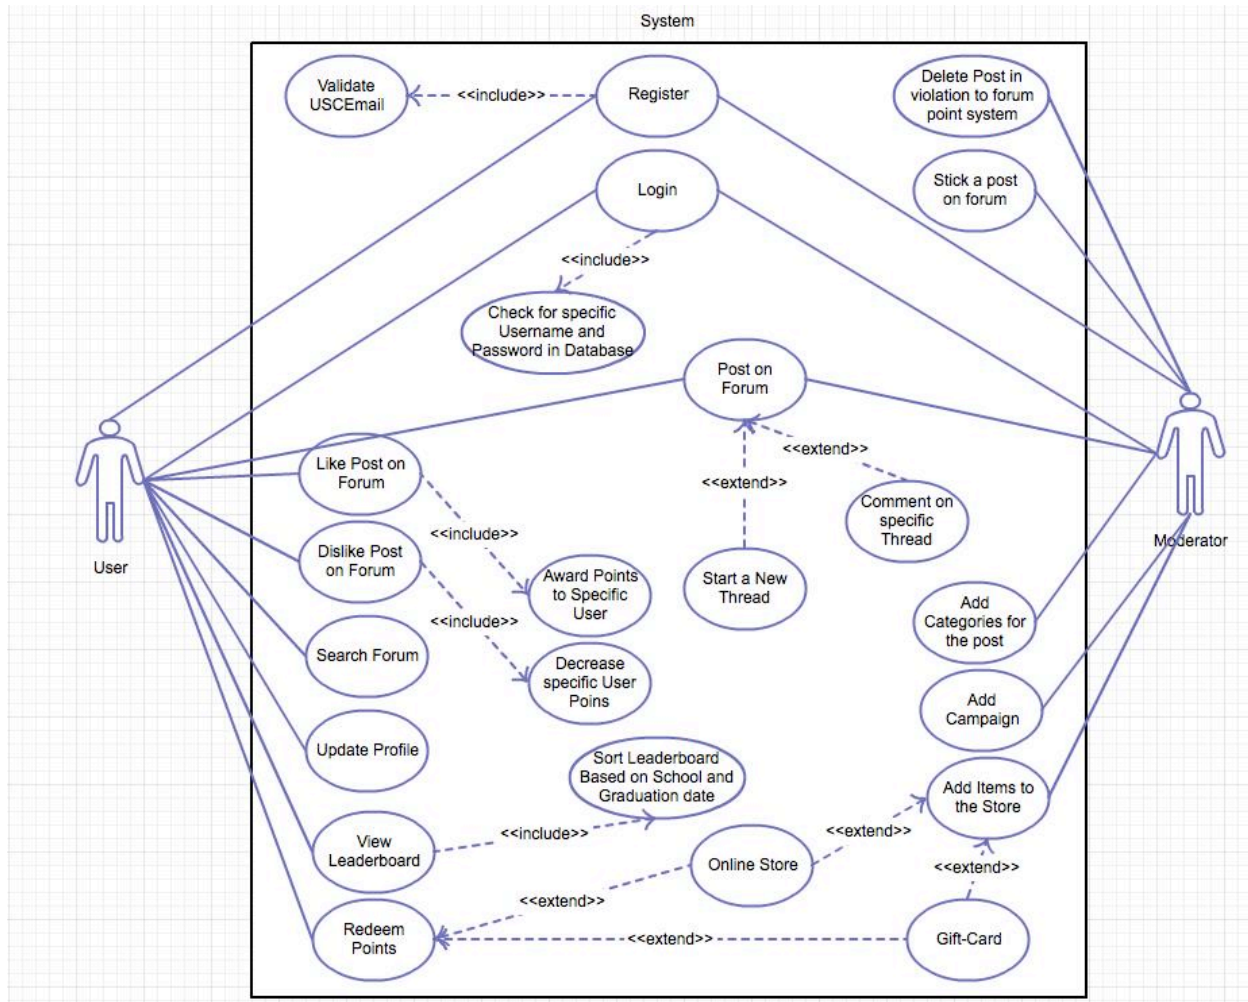 System
Validate
USCEmail
<<include>>
Register
Delete Post in
violation to forum
point system
Login
Stick a post
on forum
<<include>>
Check for specific
Username and
Password in Database
Post on
Forum
Like Post on
Forum
<<extend>>
<<extend>>
Comment on
specific
Thread
<<include>>
User
Moderator
Dislike Post
on Forum
Award Points
to Specific
User
Start a New
Thread
<<include>>
Add
Categories for
the post
Search Forum
Decrease
specific User
Poins
Add
Campaign
Update Profile
Sort Leaderboard
Based on School and
Graduation date
Add Items to
the Store
View
Leaderboard
<<include>>
<<extend>>
Online Store
<<extend>>
<<extend>>
Redeem
Points
<<extend>>
Gift-Card